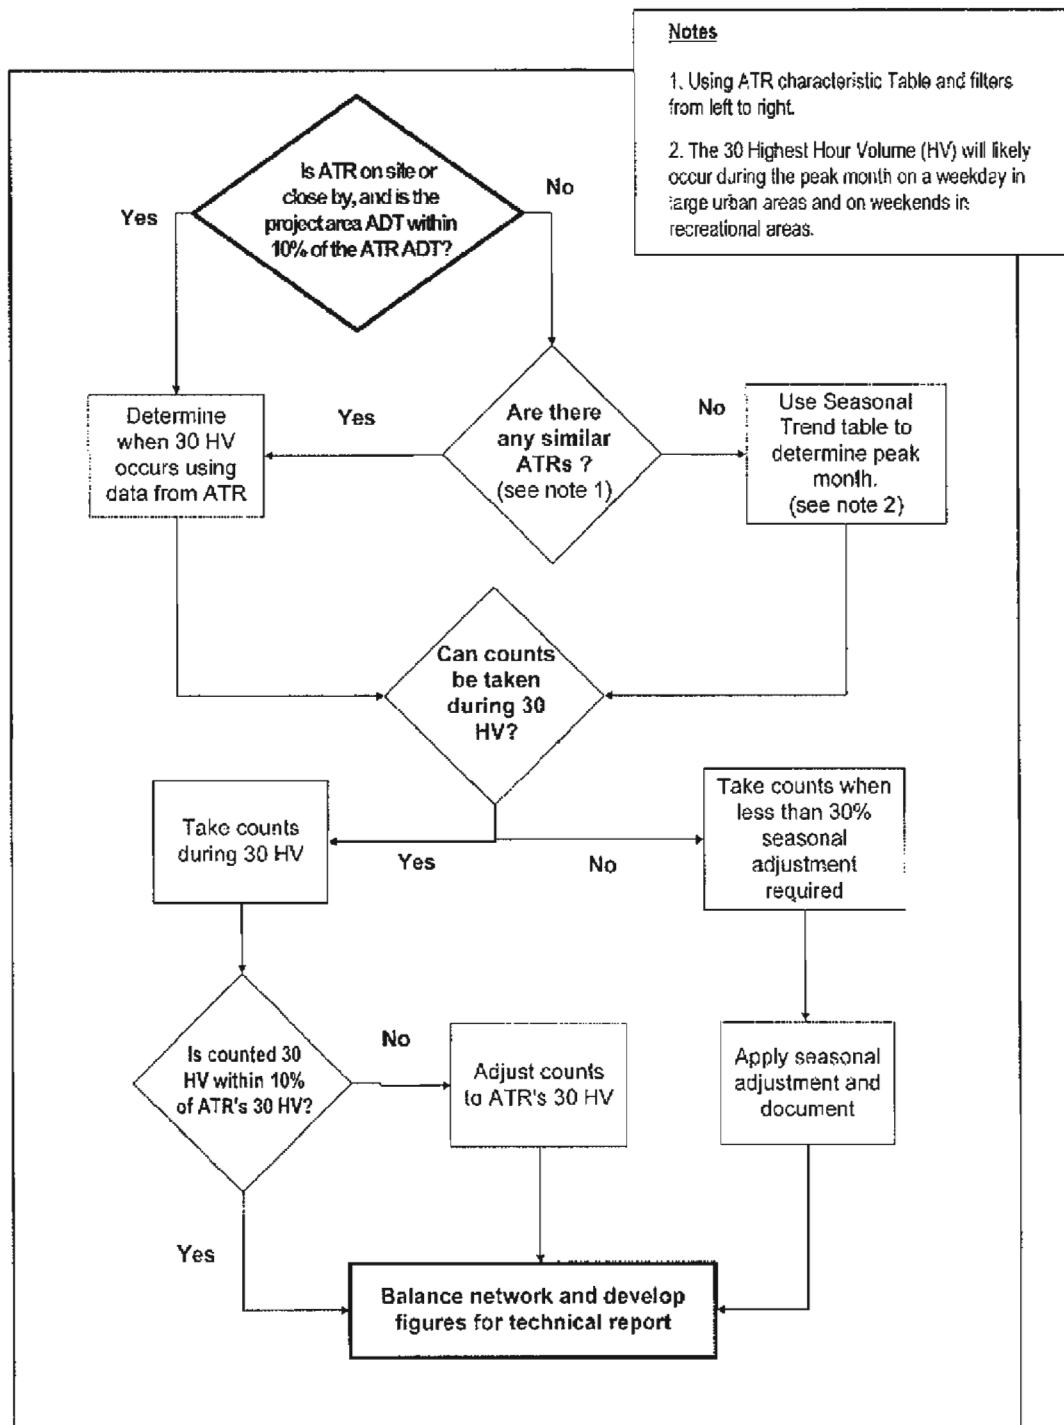 Notes
1. Using ATR characteristic Table and filters
from left to right.
2. The 30 Highest Hour Volume (HV) will likely
occur during the peak month on a weekday in
large urban areas and on weekends in
recreational areas.
Is ATR on site or
close by, and is the
project area ADT within
10% of the ATR ADT?
Yes
No
Determine
when 30 HV
occurs using
data from ATR
Yes
Are there
any similar
ATRs ?
(see note 1)
No
Use Seasonal
Trend table to
determine peak
month.
(see note 2)
Can counts
be taken
during 30
HV?
Take counts
during 30 HV
Yes
No
Take counts when
less than 30%
seasonal
adjustment
required
Is counted 30
HV within 10%
of ATR's 30 HV?
No
Adjust counts
to ATR's 30 HV
Apply seasonal
adjustment and
document
Yes
Balance network and develop
figures for technical report